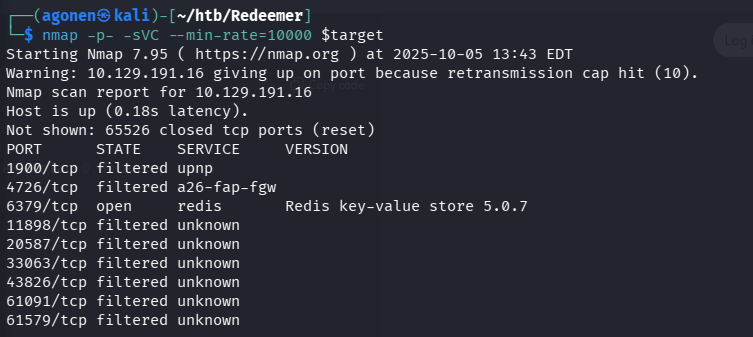 ┌──(agonen㉿kali)-[~/htb/Redeemer]
└─$ nmap -p- -sVC --min-rate=10000 $target
Starting Nmap 7.95 ( https://nmap.org ) at 2025-10-05 13:43 EDT
Warning: 10.129.191.16 giving up on port because retransmission cap hit (10).
Nmap scan report for 10.129.191.16
Host is up (0.18s latency).
Not shown: 65526 closed tcp ports (reset)
PORT      STATE    SERVICE     VERSION
1900/tcp  filtered upnp
4726/tcp  filtered a26-fap-fgw
6379/tcp  open     redis       Redis key-value store 5.0.7
11898/tcp filtered unknown
20587/tcp filtered unknown
33063/tcp filtered unknown
43826/tcp filtered unknown
61091/tcp filtered unknown
61579/tcp filtered unknown